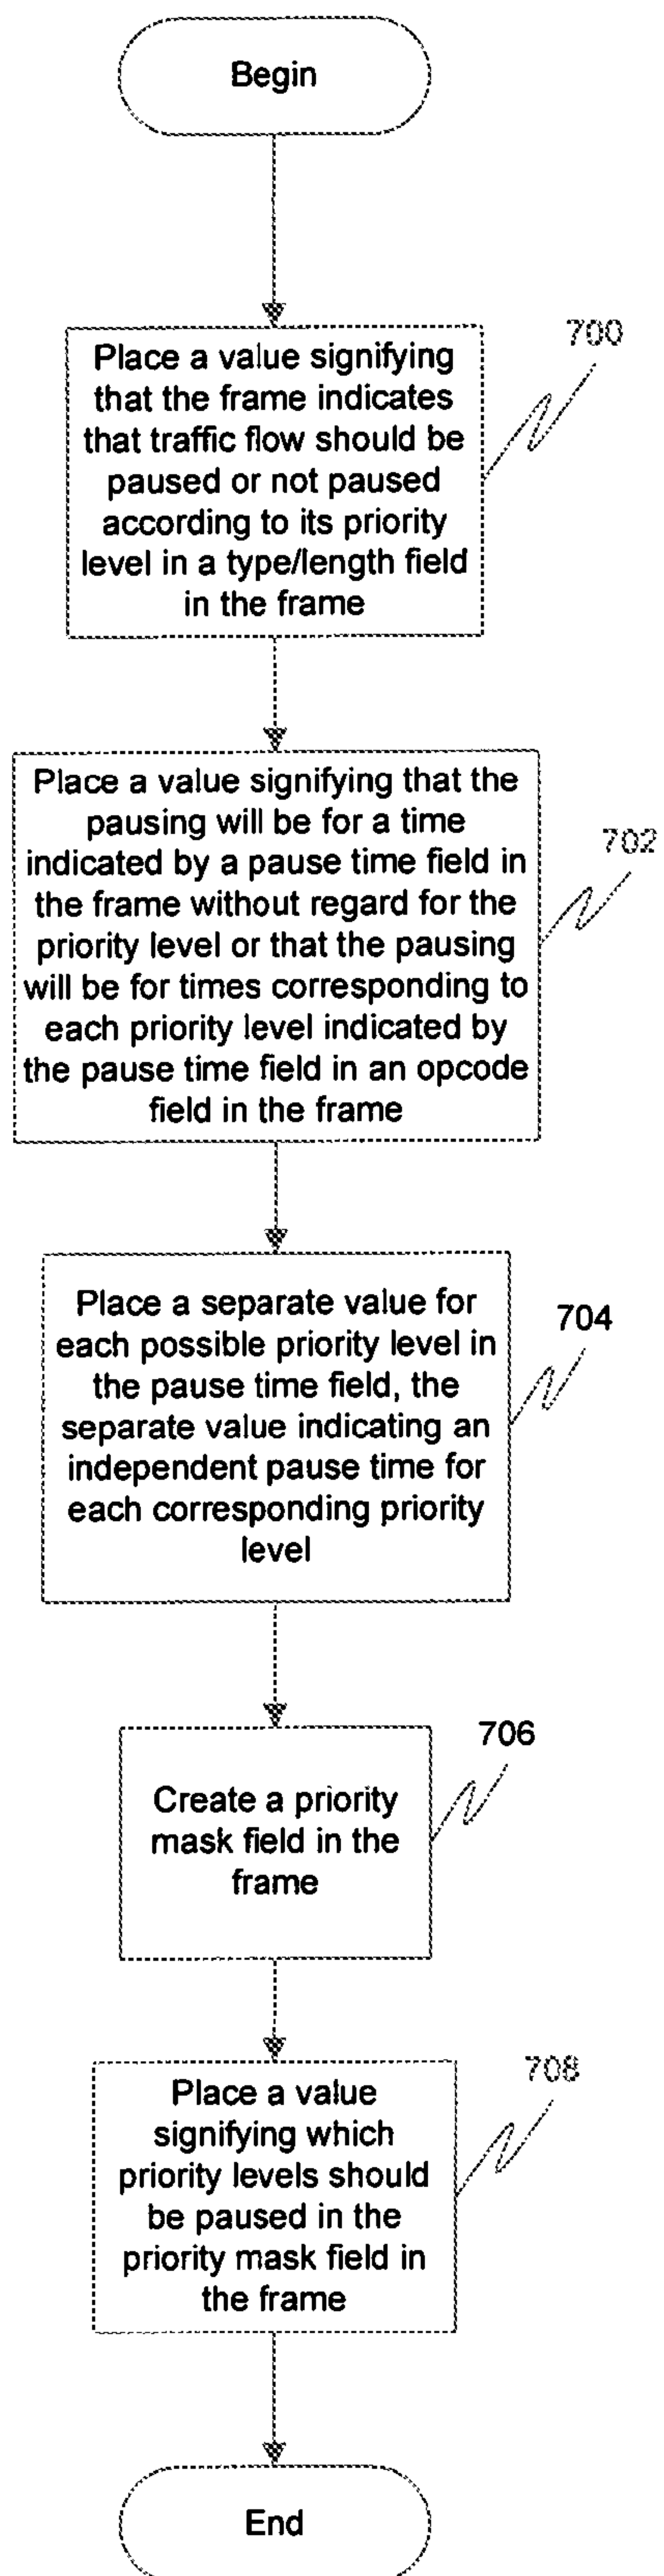 Begin
700
Place a value signifying
that the frame indicates
that traffic flow should be
paused or not paused
according to its priority
level in a type/length field
in the frame
Place a value signifying that the
pausing will be for a time
indicated by a pause time field in
the frame without regard for the
priority level or that the pausing
will be for times corresponding to
each priority level indicated by
the pause time field in an opcode
field in the frame
702
Place a separate value for
each possible priority level in
the pause time field, the
separate value indicating an
independent pause time for
each corresponding priority
level
704
706
Create a priority
mask field in the
frame
708
Place a value
signifying which
priority levels should
be paused in the
priority mask field in
the frame
End